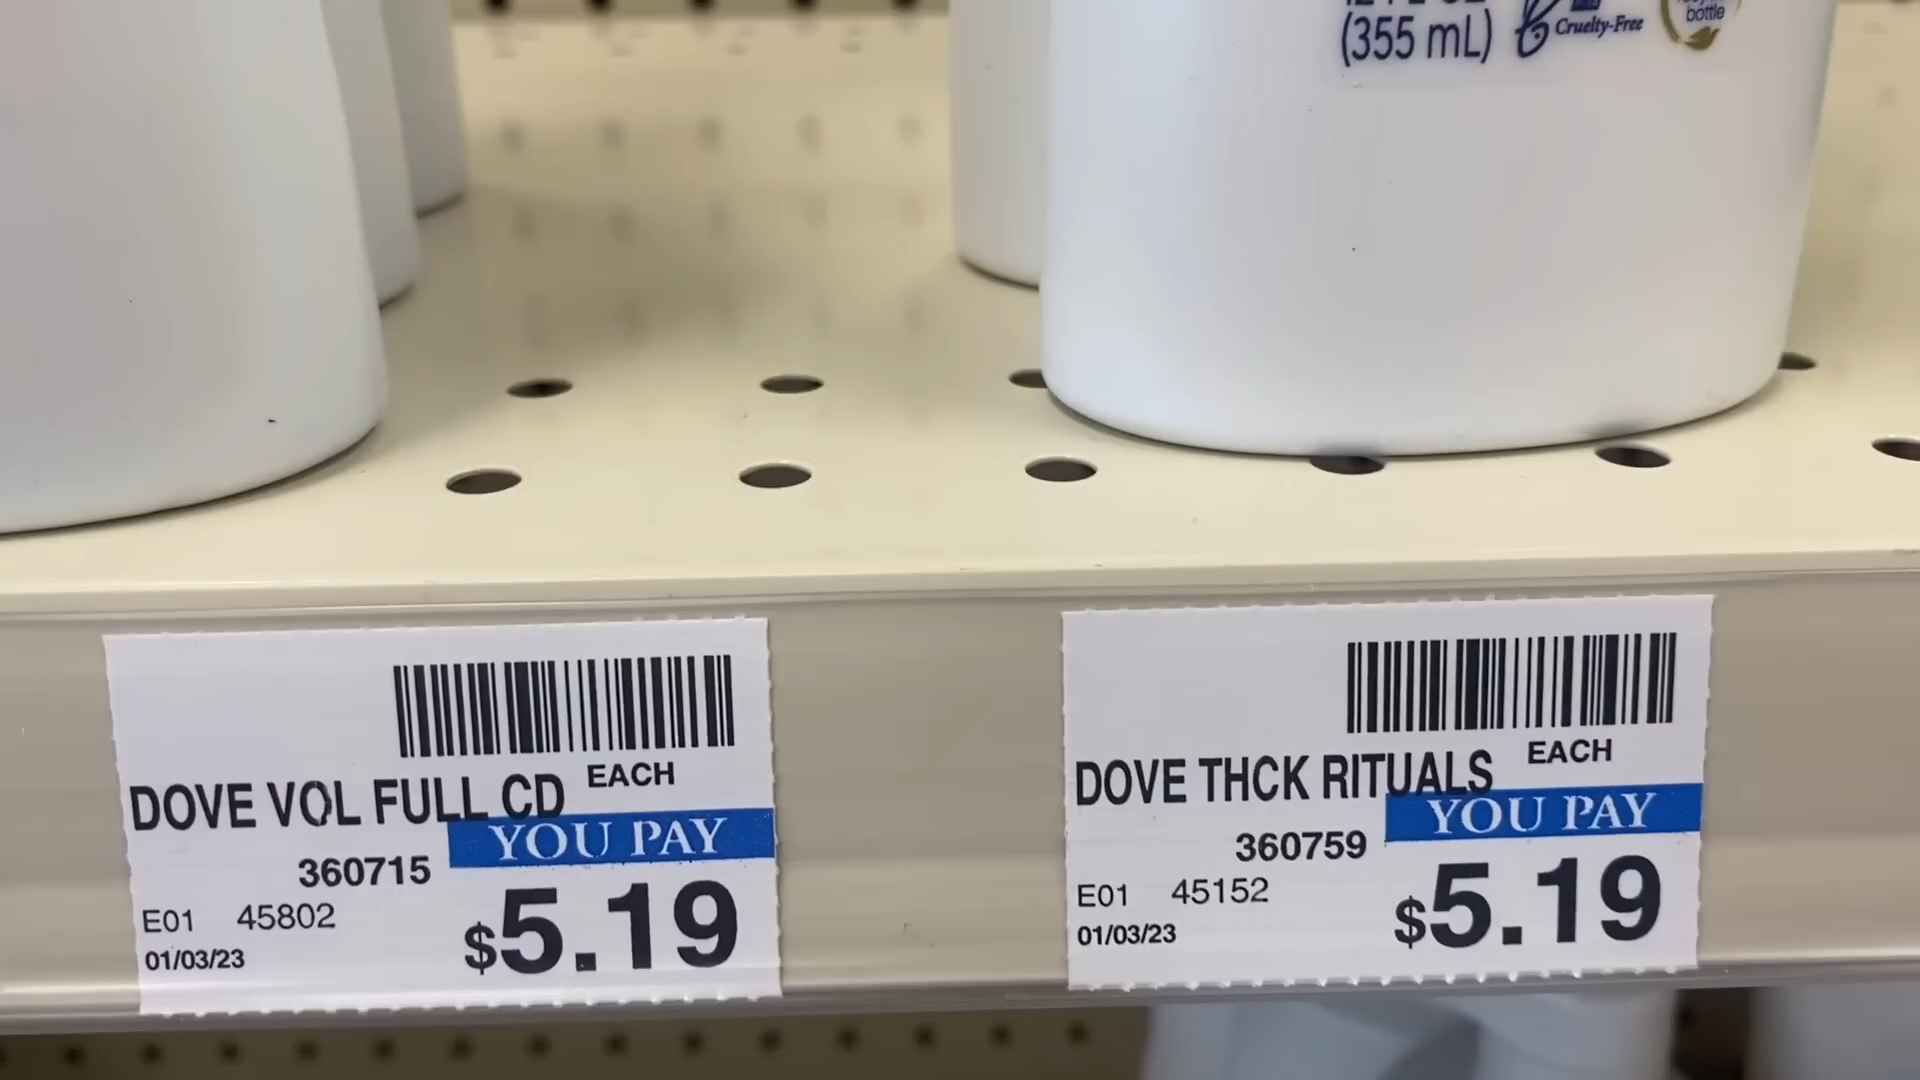 (355 mL)
Cruelty-Free
bottle
EACH
DOVE VOL FULL CD
YOU PAY
360715
E01 45802
$5.19
01/03/23
EACH
DOVE THCK RITUALS
YOU PAY
360759
E01 45152
$5.19
01/03/23